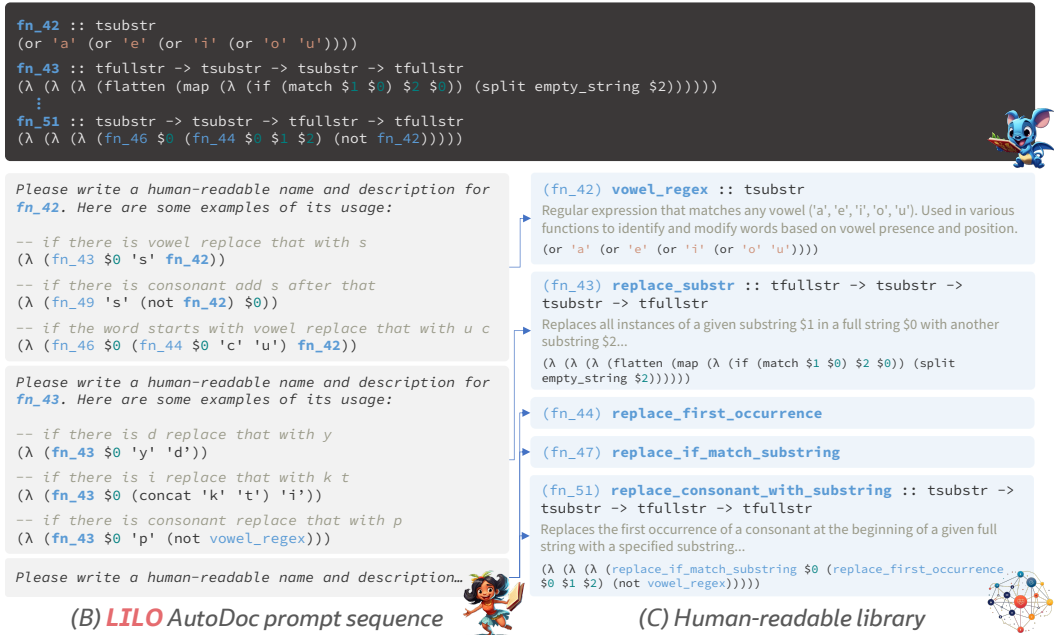 fn_42 :: tsubstr
(or 'a' (or 'e' (or 'i' (or 'o' 'u'))))
fn_43 :: tfullstr -> tsubstr -> tsubstr -> tfullstr
(λ (λ (λ (flatten (map (λ (if (match $1 $0) $2 $0)) (split empty_string $2))))))
⋮
fn_51 :: tsubstr -> tsubstr -> tfullstr -> tfullstr
(λ (λ (λ (fn_46 $0 (fn_44 $0 $1 $2) (not fn_42)))))
Please write a human-readable name and description for
fn_42. Here are some examples of its usage:
-- if there is vowel replace that with s
(λ (fn_43 $0 's' fn_42))
-- if there is consonant add s after that
(λ (fn_49 's' (not fn_42) $0))
-- if the word starts with vowel replace that with u c
(λ (fn_46 $0 (fn_44 $0 'c' 'u') fn_42))
Please write a human-readable name and description for
fn_43. Here are some examples of its usage:
-- if there is d replace that with y
(λ (fn_43 $0 'y' 'd’))
-- if there is i replace that with k t
(λ (fn_43 $0 (concat 'k' 't') 'i’))
-- if there is consonant replace that with p
(λ (fn_43 $0 'p' (not vowel_regex)))
Please write a human-readable name and description…
(B) LILO AutoDoc prompt sequence
(fn_42) vowel_regex :: tsubstr
Regular expression that matches any vowel ('a', 'e', 'i', 'o', 'u'). Used in various
functions to identify and modify words based on vowel presence and position.
(or 'a' (or 'e' (or 'i' (or 'o' 'u'))))
(fn_43) replace_substr :: tfullstr -> tsubstr ->
tsubstr -> tfullstr
Replaces all instances of a given substring $1 in a full string $0 with another
substring $2...
(λ (λ (λ (flatten (map (λ (if (match $1 $0) $2 $0)) (split
empty_string $2))))))
(fn_44) replace_first_occurrence
(fn_47) replace_if_match_substring
(fn_51) replace_consonant_with_substring :: tsubstr ->
tsubstr -> tfullstr -> tfullstr
Replaces the first occurrence of a consonant at the beginning of a given full
string with a specified substring...
(λ (λ (λ (replace_if_match_substring $0 (replace_first_occurrence
$0 $1 $2) (not vowel_regex)))))
(C) Human-readable library